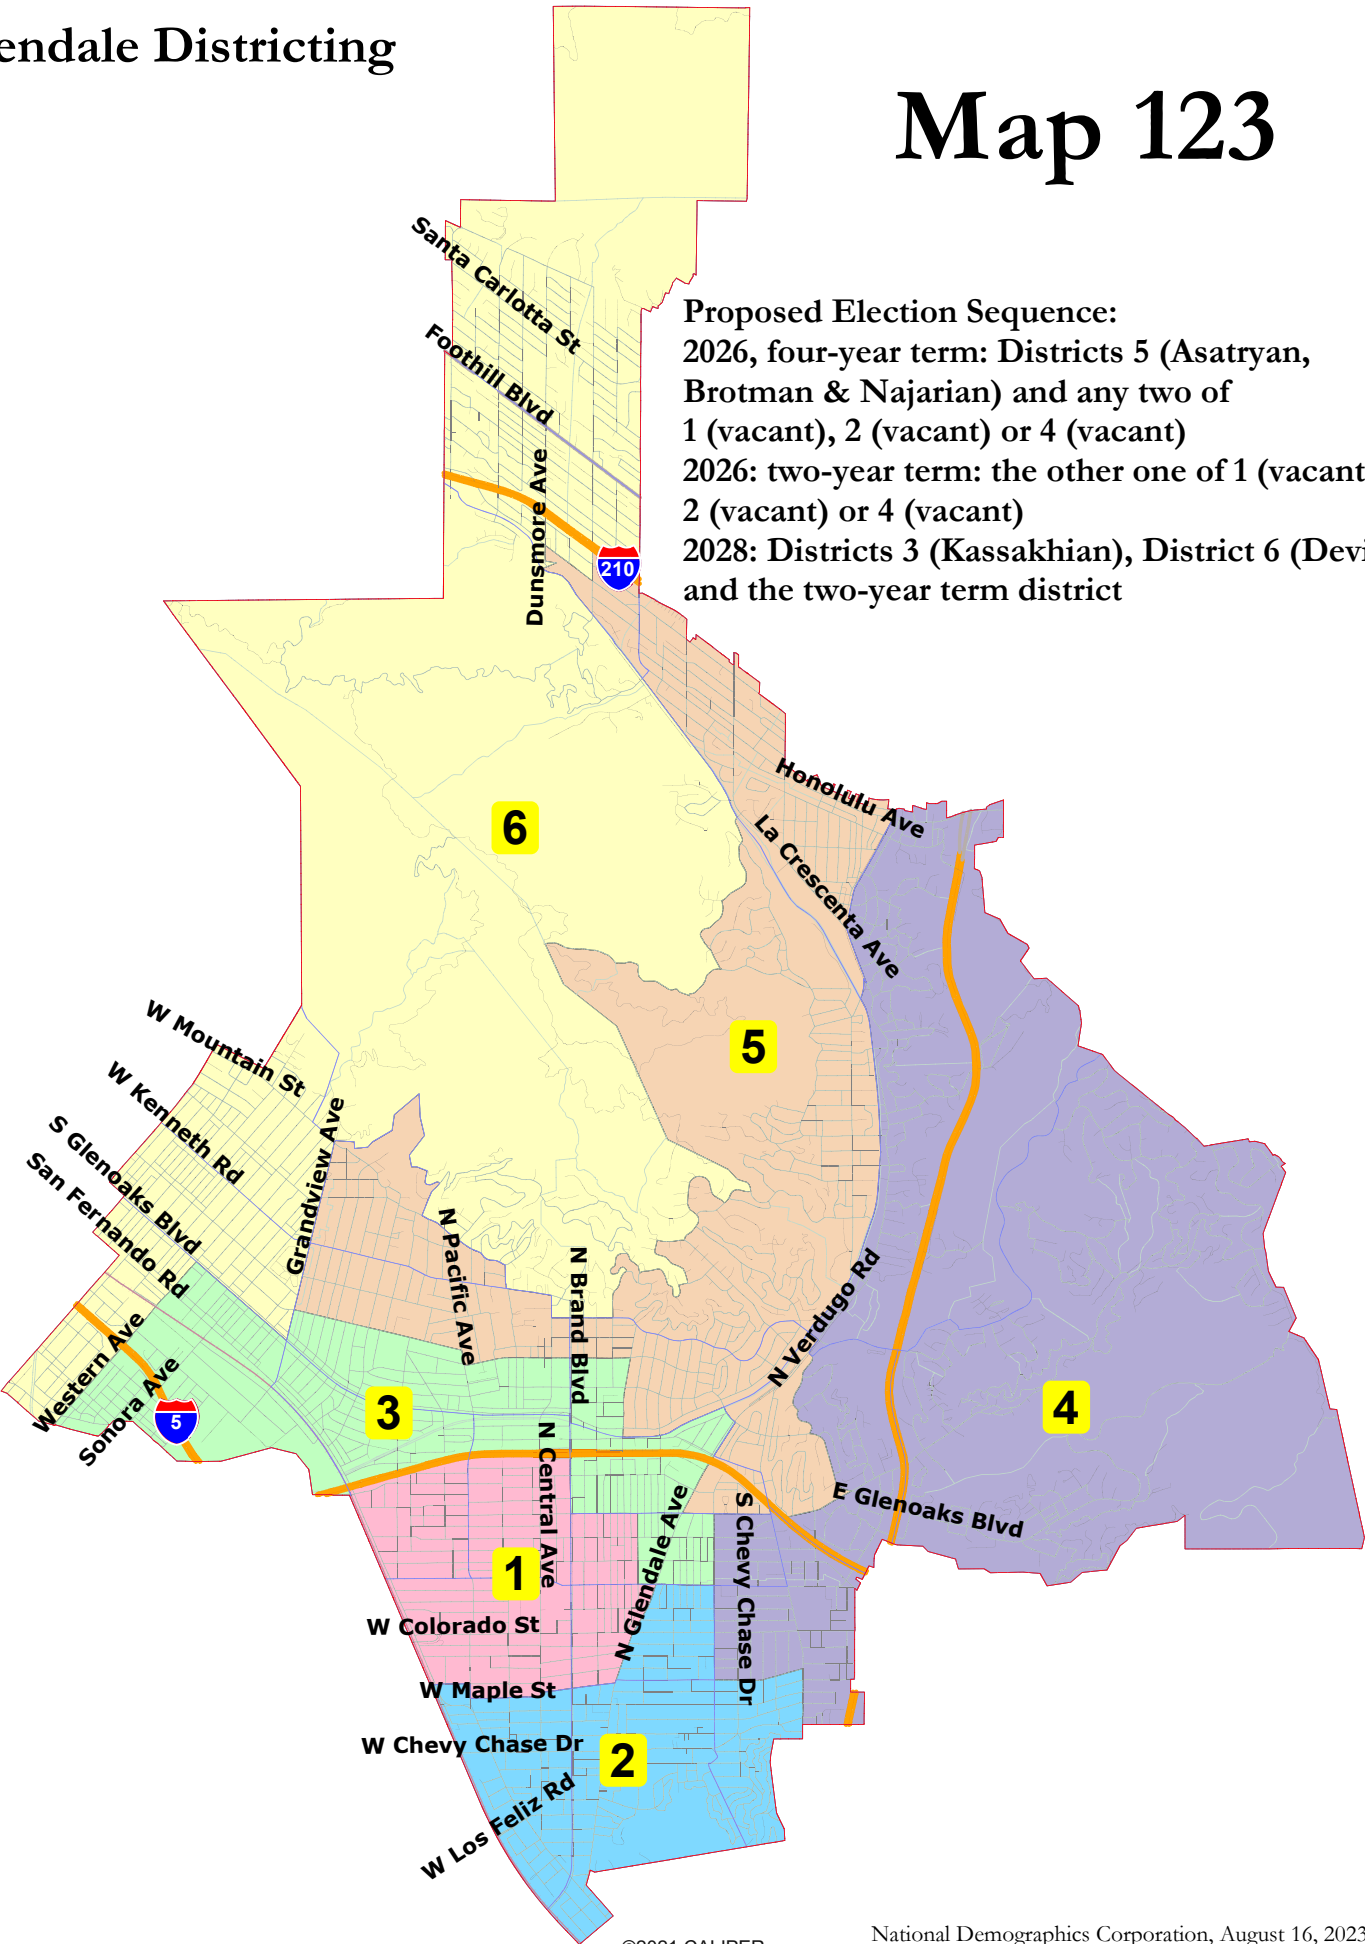 endale Districting
Map 123
Proposed Election Sequence:
2026, four-year term: Districts 5 (Asatryan,
Brotman & Najarian) and any two of
1 (vacant), 2 (vacant) or 4 (vacant)
2026: two-year term: the other one of 1 (vacant
2 (vacant) or 4 (vacant)
2028: Districts 3 (Kassakhian), District 6 (Devi
and the two-year term district
Santa Carlotta St
Foothill Blvd
Dunsmore Ave
210
Honolulu Ave
La Crescenta Ave
6
5
W Mountain St
W Kenneth Rd
S Glenoaks Blvd
San Fernando Rd
Grandview Ave
N Pacific Ave
N Brand Blvd
N Verdugo Rd
Western Ave
Sonora Ave
5
3
4
N Central Ave
E Glenoaks Blvd
N Glendale Ave
S Chevy Chase Dr
1
W Colorado St
W Maple St
W Chevy Chase Dr
2
W Los Feliz Rd
National Demographics Corporation, August 16, 2023
©2021 CALIPER